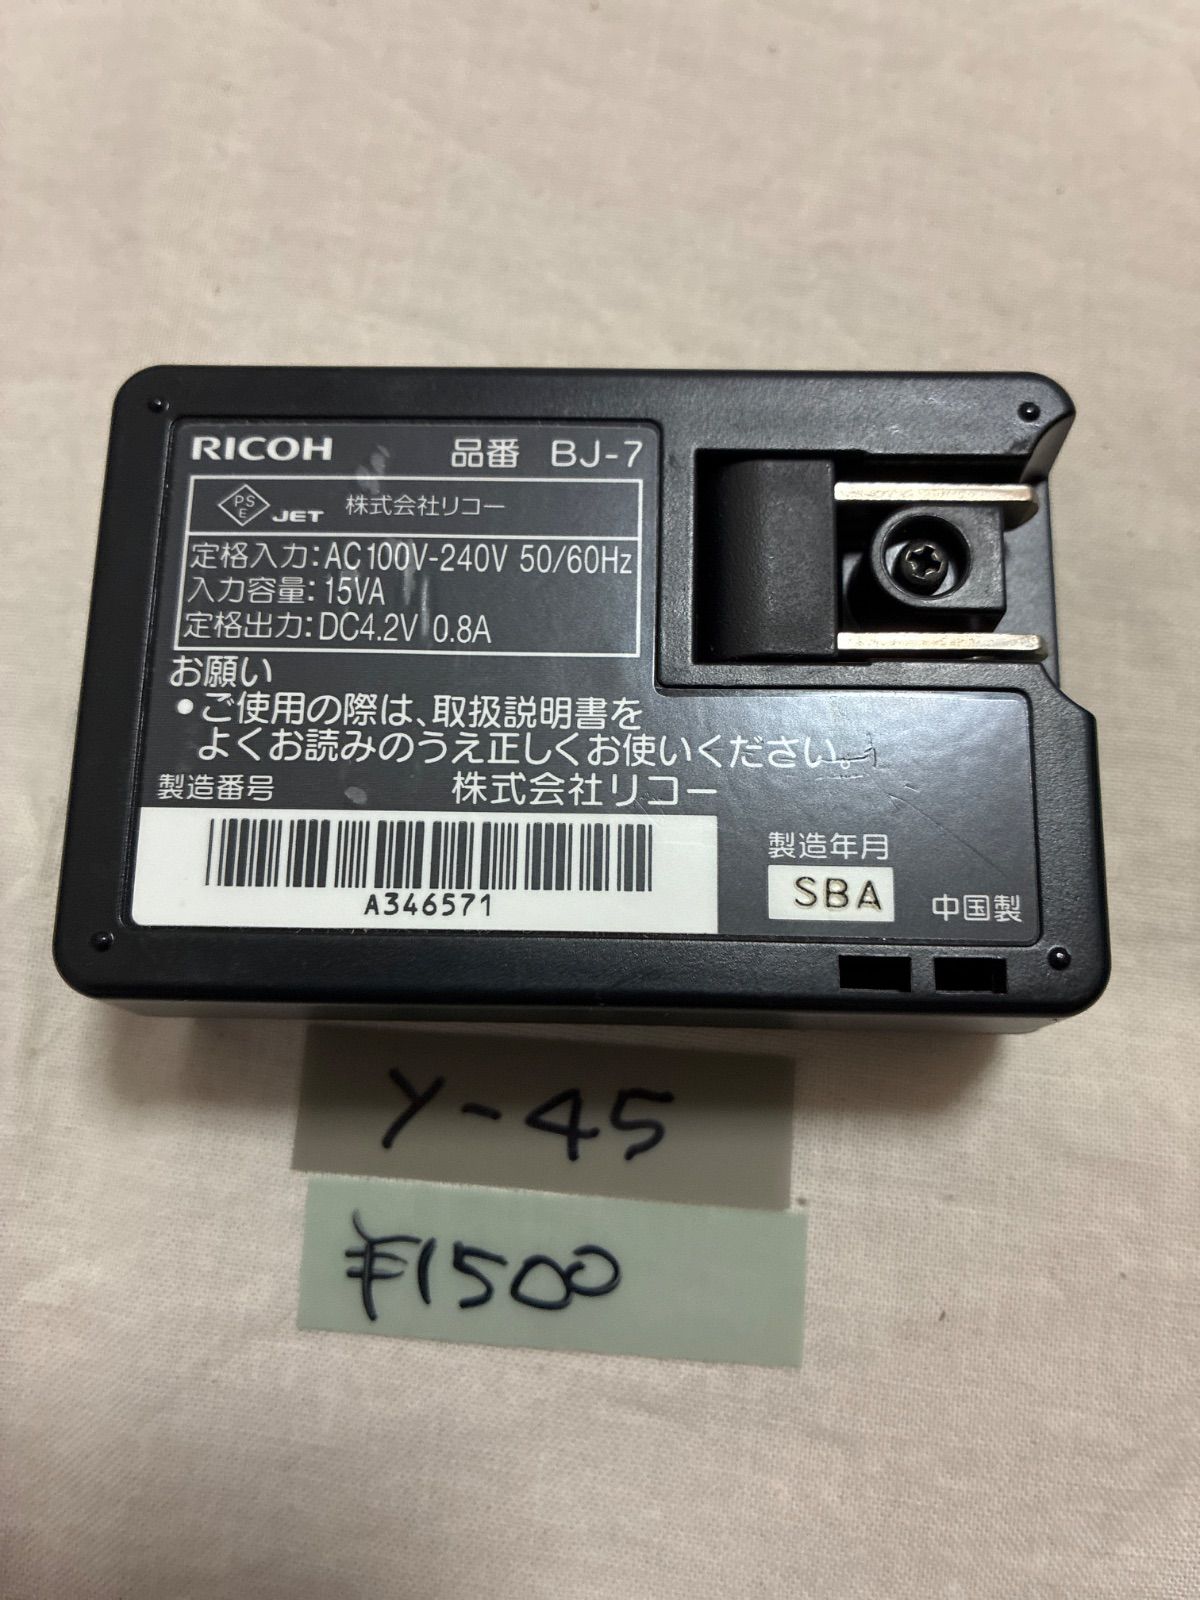 RICOH 品番 BJ-7
PS
E
JET 株式会社リコー
定格入力:AC100V-240V 50/60Hz
入力容量:15VA
定格出力:DC4.2V 0.8A
お願い
•ご使用の際は、取扱説明書を
よくお読みのうえ正しくお使いください。
製造番号 株式会社リコー
A346571
製造年月
SBA
中国製
Y-45
¥1500